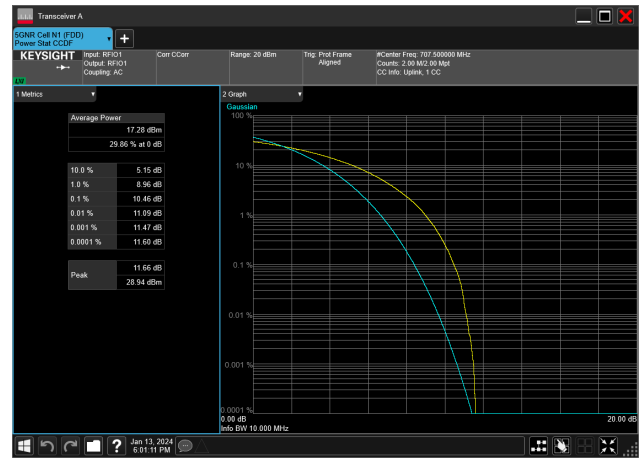 Transceiver A
5GNR Cell N1 (FDD)
Power Stat CCDF
KEYSIGHT
LXI
Input: RFIO1
Output: RFIO1
Coupling: AC
Corr CCorr
Range: 20 dBm
Trig: Prot Frame
Aligned
#Center Freq: 707.500000 MHz
Counts: 2.00 M/2.00 Mpt
CC Info: Uplink, 1 CC
1 Metrics
Average Power
17.28 dBm
29.86 % at 0 dB
10.0 % 5.15 dB
1.0 % 8.96 dB
0.1 % 10.46 dB
0.01 % 11.09 dB
0.001 % 11.47 dB
0.0001 % 11.60 dB
Peak 11.66 dB
28.94 dBm
2 Graph
Gaussian
100 %
10 %
1 %
0.1 %
0.01 %
0.001 %
0.0001 %
0.00 dB 20.00 dB
Info BW 10.000 MHz
? Jan 13, 2024
6:01:11 PM